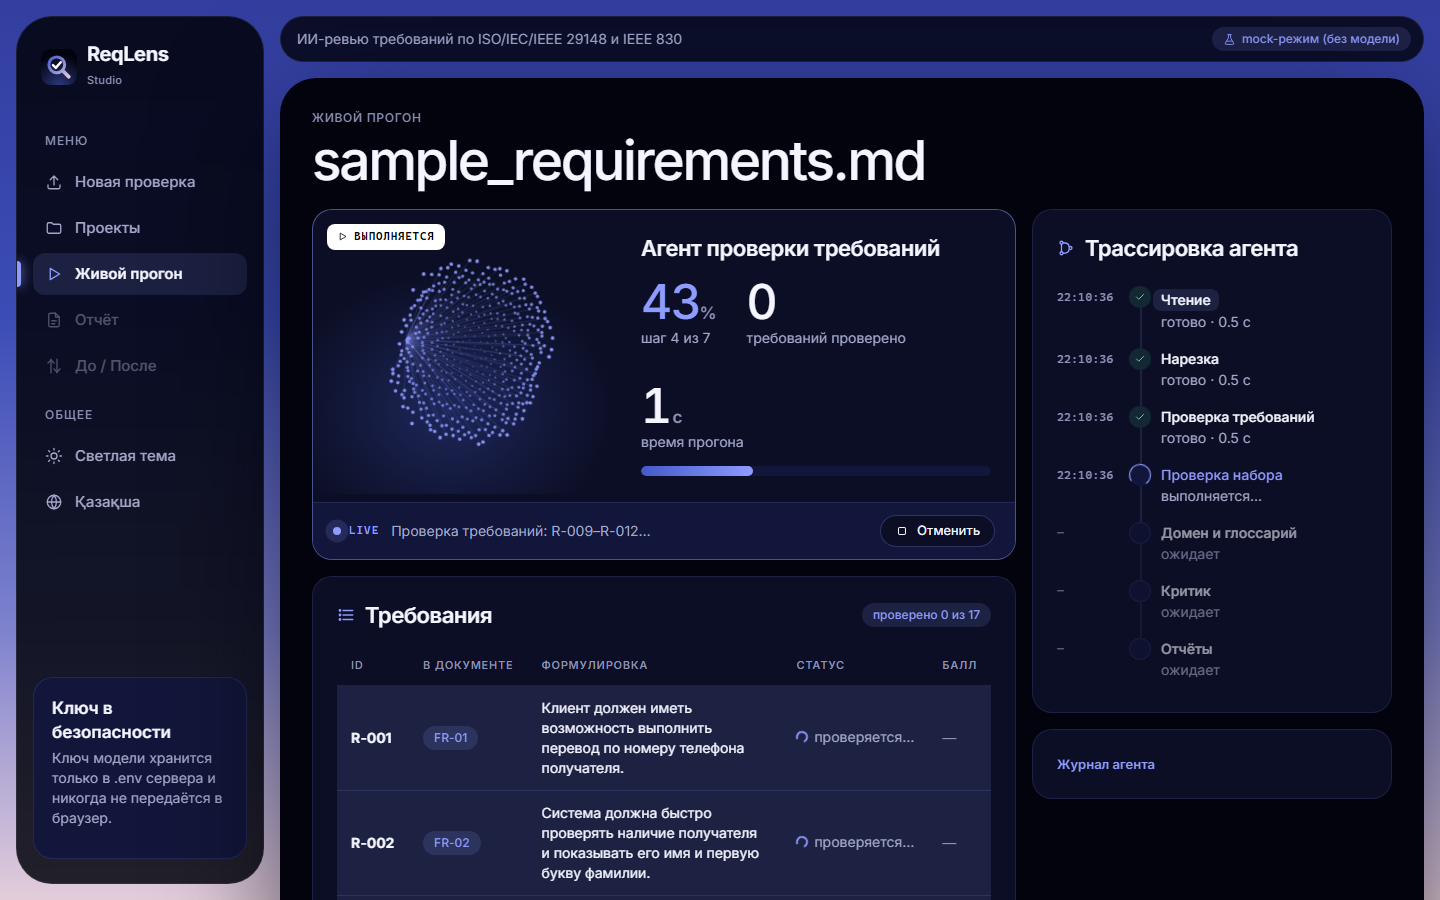 ReqLens
Studio
МЕНЮ
Новая проверка
Проекты
Живой прогон
Отчёт
До / После
ОБЩЕЕ
Светлая тема
Қазақша
Ключ в
безопасности
Ключ модели хранится
только в .env сервера и
никогда не передаётся в
браузер.
ИИ-ревью требований по ISO/IEC/IEEE 29148 и IEEE 830
mock-режим (без модели)
ЖИВОЙ ПРОГОН
sample_requirements.md
ВЫПОЛНЯЕТСЯ
Агент проверки требований
43%
шаг 4 из 7
0
требований проверено
1 с
время прогона
LIVE Проверка требований: R-009–R-012...
Отменить
Требования
проверено 0 из 17
ID В ДОКУМЕНТЕ ФОРМУЛИРОВКА СТАТУС БАЛЛ
R-001 FR-01
Клиент должен иметь
возможность выполнить
перевод по номеру телефона
получателя.
проверяется... —
R-002 FR-02
Система должна быстро
проверять наличие получателя
и показывать его имя и первую
букву фамилии.
проверяется... —
Трассировка агента
22:10:36 Чтение
готово · 0.5 с
22:10:36 Нарезка
готово · 0.5 с
22:10:36 Проверка требований
готово · 0.5 с
22:10:36 Проверка набора
выполняется...
– Домен и глоссарий
ожидает
– Критик
ожидает
– Отчёты
ожидает
Журнал агента